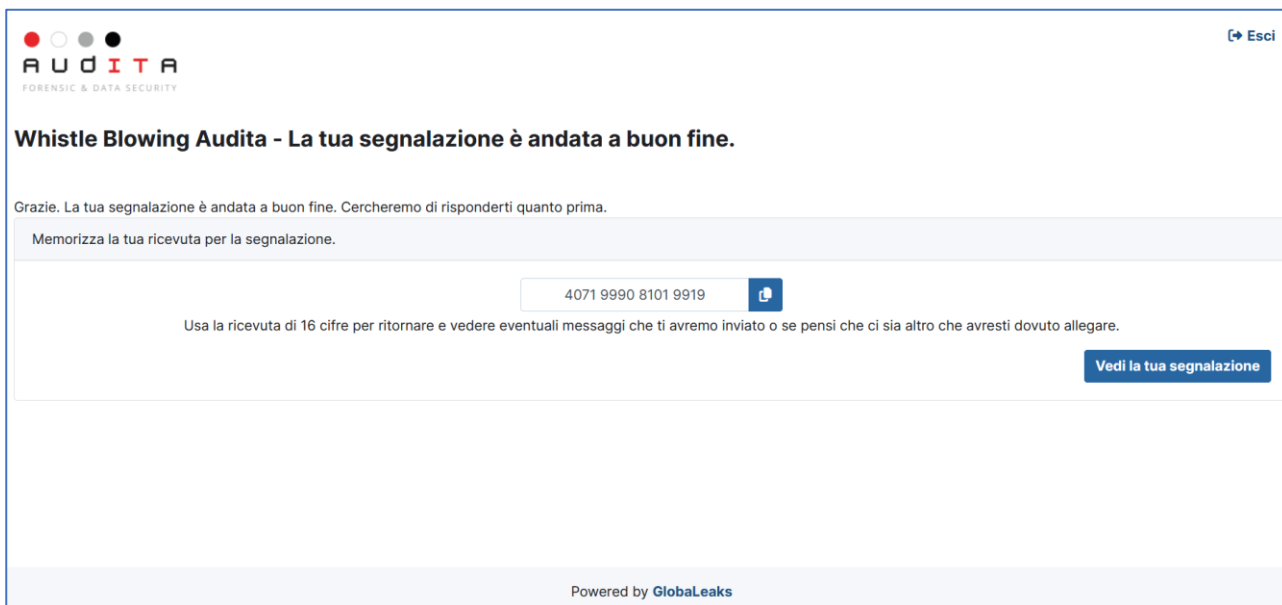 Esci
AUdITA
FORENSIC & DATA SECURITY
Whistle Blowing Audita - La tua segnalazione è andata a buon fine.
Grazie. La tua segnalazione è andata a buon fine. Cercheremo di risponderti quanto prima.
Memorizza la tua ricevuta per la segnalazione.
4071 9990 8101 9919
Usa la ricevuta di 16 cifre per ritornare e vedere eventuali messaggi che ti avremo inviato o se pensi che ci sia altro che avresti dovuto allegare.
Vedi la tua segnalazione
Powered by GlobaLeaks